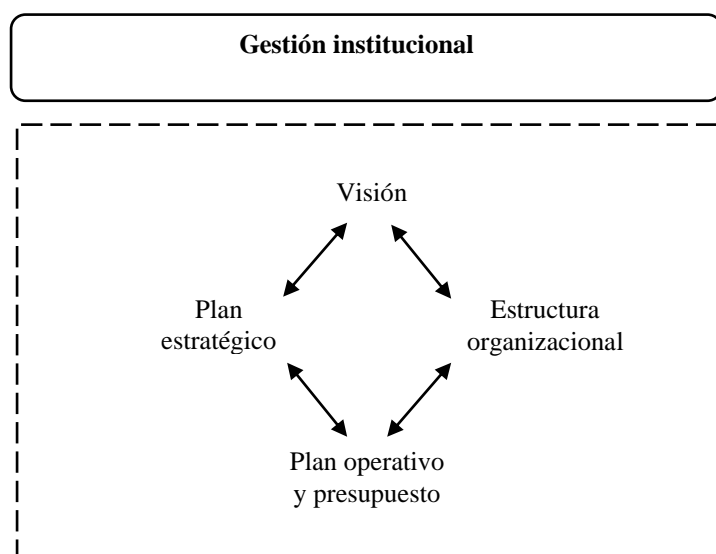 Gestión institucional
Visión
Plan
estratégico
Estructura
organizacional
Plan operativo
y presupuesto